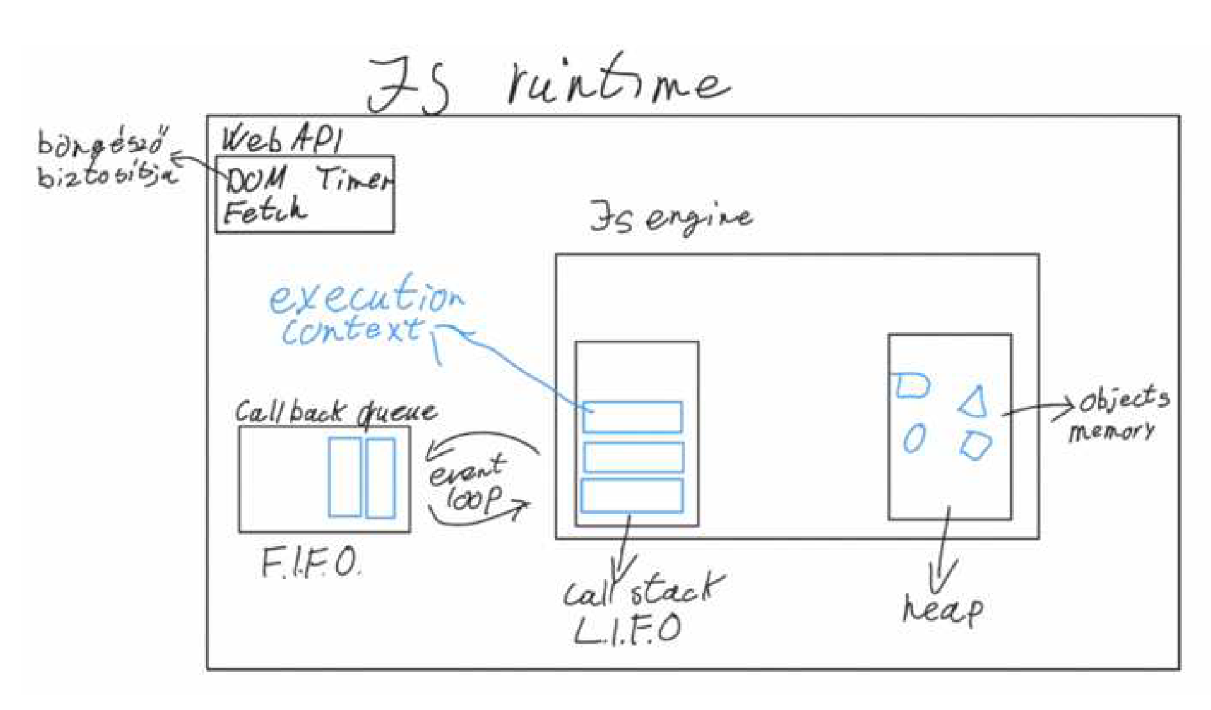 JS runtime
böngésző
biztosítja
Web API
DOM Timer
Fetch
JS engine
execution
context
Callback queue
event
loop
F.I.F.O.
objects
memory
call stack
L.I.F.O
heap